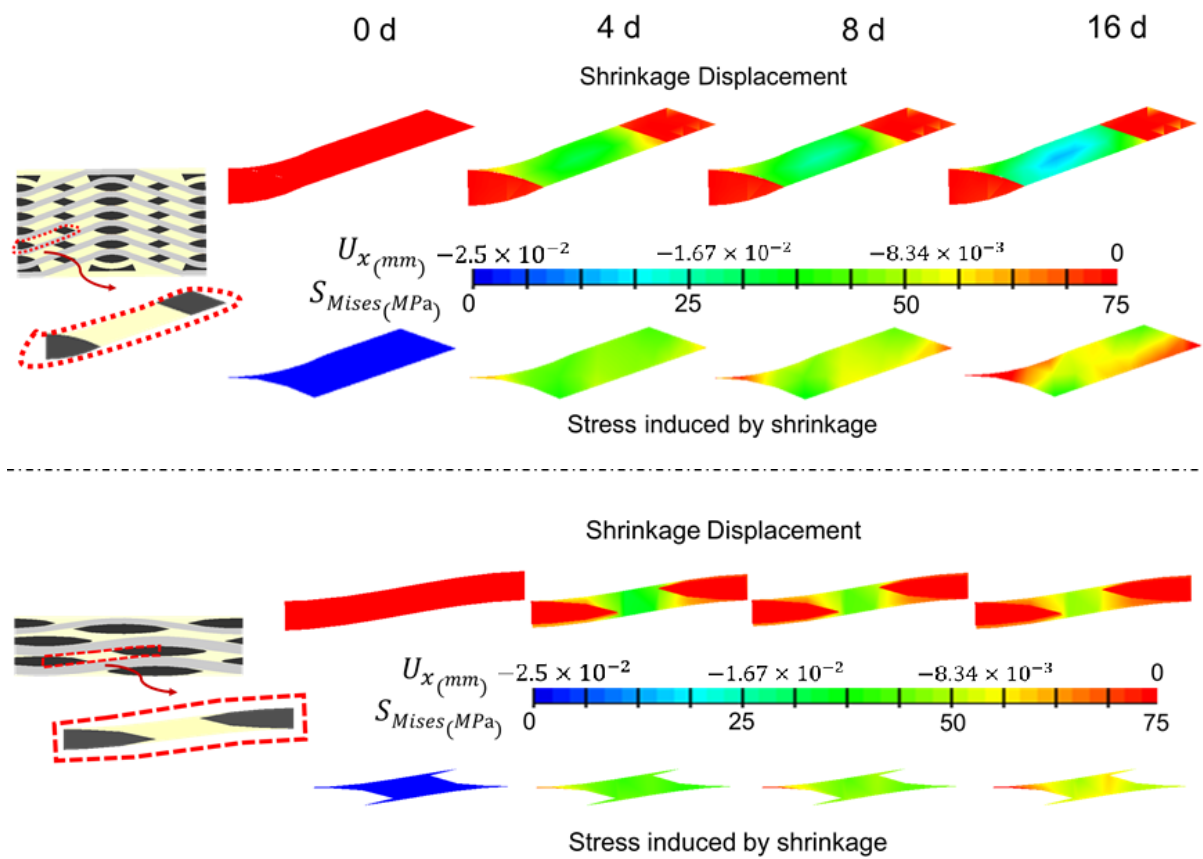 0 d 4 d 8 d 16 d
Shrinkage Displacement
U_x(mm) −2.5 × 10⁻² −1.67 × 10⁻² −8.34 × 10⁻³ 0
S_Mises(MPa) 0 25 50 75
Stress induced by shrinkage
Shrinkage Displacement
U_x(mm) −2.5 × 10⁻² −1.67 × 10⁻² −8.34 × 10⁻³ 0
S_Mises(MPa) 0 25 50 75
Stress induced by shrinkage